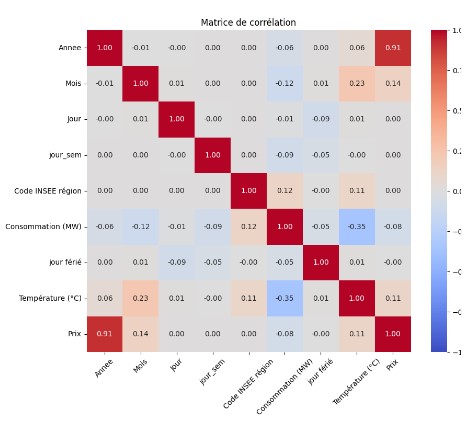 Matrice de corrélation
Annee 1.00 -0.01 -0.00 0.00 0.00 -0.06 0.00 0.06 0.91
Mois -0.01 1.00 0.01 0.00 0.00 -0.12 0.01 0.23 0.14
Jour -0.00 0.01 1.00 -0.00 0.00 -0.01 -0.09 0.01 0.00
jour_sem 0.00 0.00 -0.00 1.00 0.00 -0.09 -0.05 -0.00 0.00
Code INSEE région 0.00 0.00 0.00 0.00 1.00 0.12 -0.00 0.11 0.00
Consommation (MW) -0.06 -0.12 -0.01 -0.09 0.12 1.00 -0.05 -0.35 -0.08
jour férié 0.00 0.01 -0.09 -0.05 -0.00 -0.05 1.00 0.01 -0.00
Température (°C) 0.06 0.23 0.01 -0.00 0.11 -0.35 0.01 1.00 0.11
Prix 0.91 0.14 0.00 0.00 0.00 -0.08 -0.00 0.11 1.00
Annee Mois Jour jour_sem Code INSEE région Consommation (MW) jour férié Température (°C) Prix